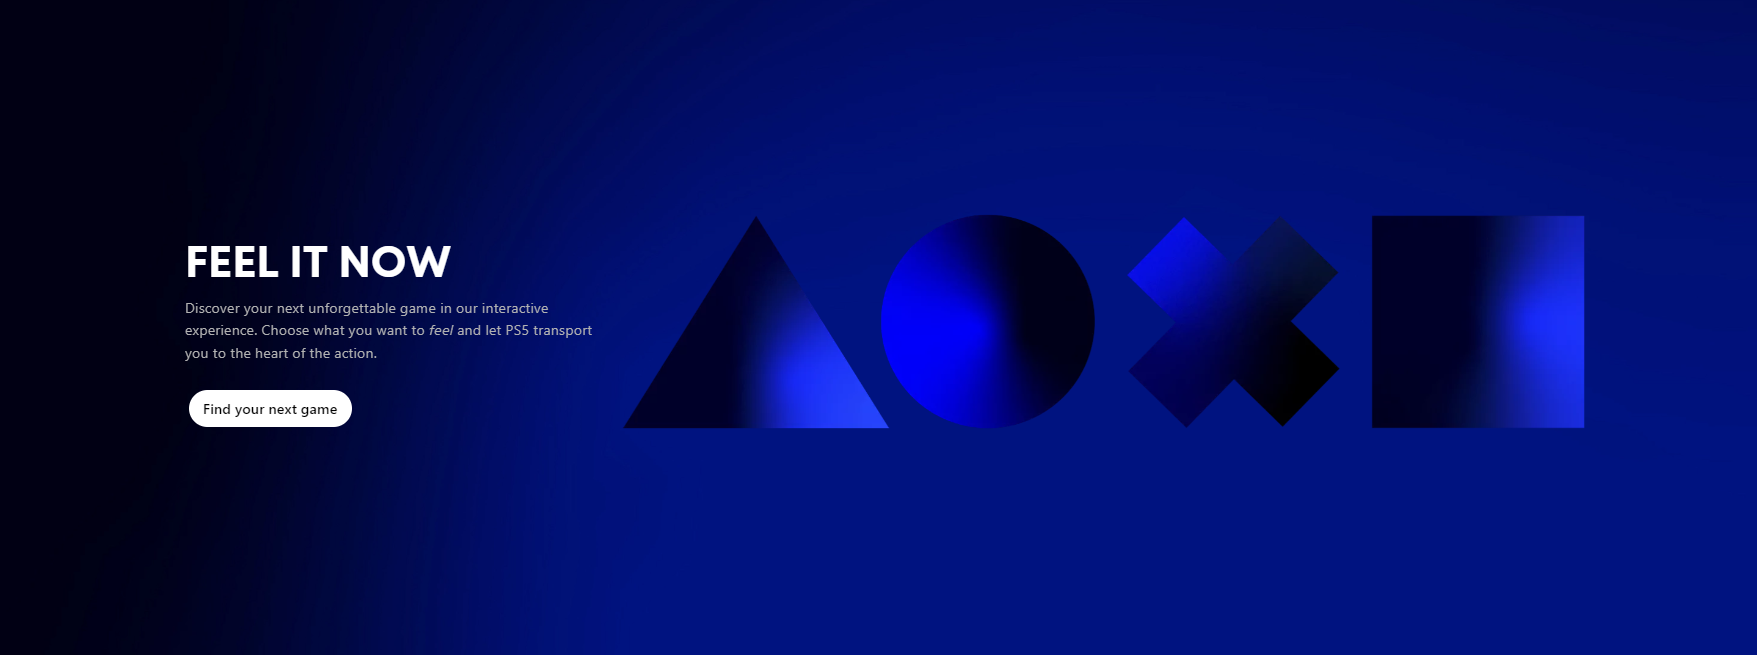 FEEL IT NOW
Discover your next unforgettable game in our interactive
experience. Choose what you want to feel and let PS5 transport
you to the heart of the action.
Find your next game